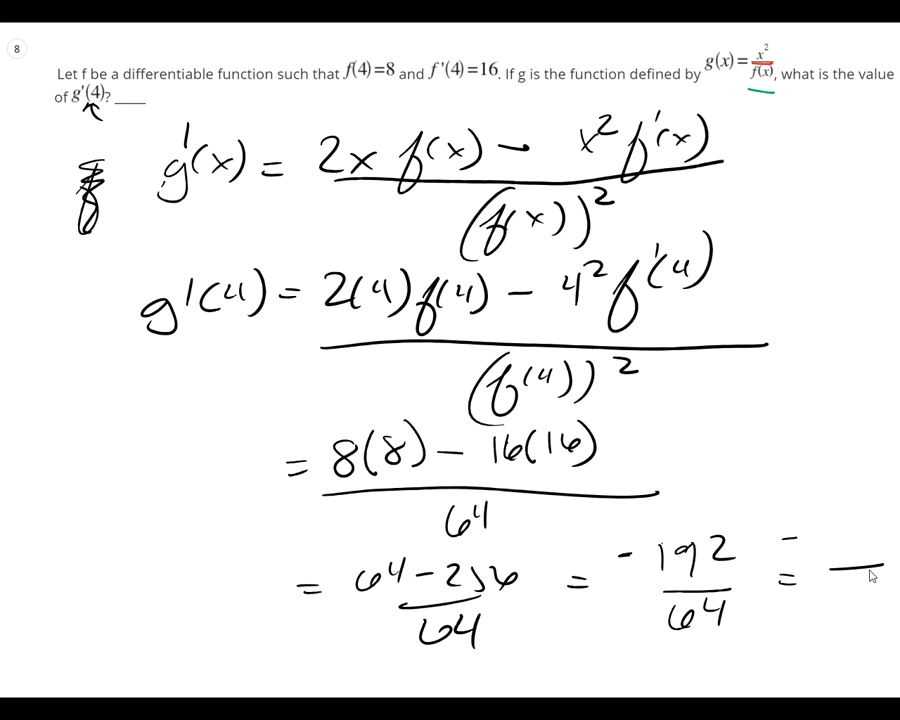 8
Let f be a differentiable function such that f(4)=8 and f'(4)=16. If g is the function defined by g(x)= x²/f(x), what is the value
of g'(4)? ____
g'(x) = 2x f(x) - x² f'(x)
(f(x))²
g'(4) = 2(4)f(4) - 4² f'(4)
(f(4))²
= 8(8) - 16(16)
64
= 64 - 256 / 64 = -192 / 64 = -